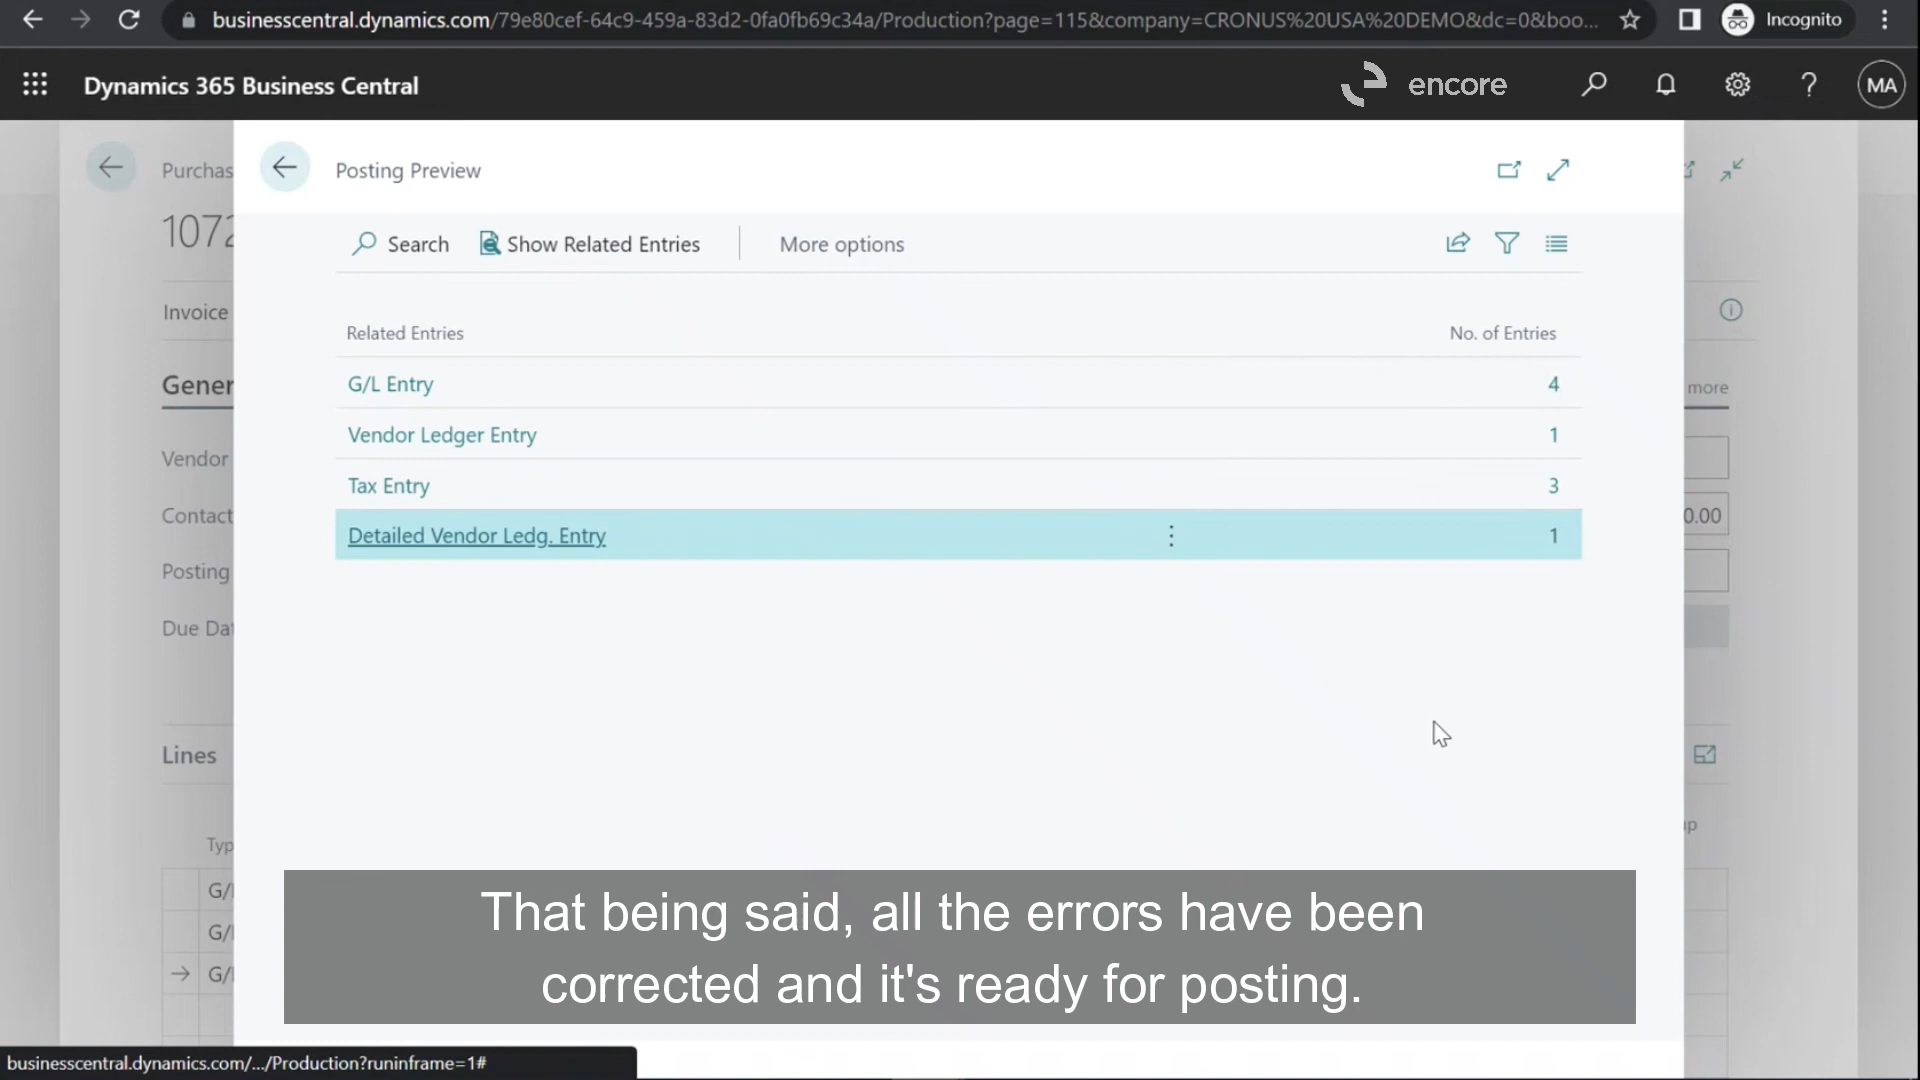 businesscentral.dynamics.com/79e80cef-64c9-459a-83d2-0fa0fb69c34a/Production?page=115&company=CRONUS%20USA%20DEMO&dc=0&boo...
Incognito
Dynamics 365 Business Central
encore
?
MA
Purchas
Posting Preview
1072
Search
Show Related Entries
More options
Invoice
Related Entries
No. of Entries
Gener
more
G/L Entry
4
Vendor Ledger Entry
1
Vendor
Tax Entry
3
Contact
0.00
Detailed Vendor Ledg. Entry
1
Posting
Due Dat
Lines
Typ
G/
G/
G/
That being said, all the errors have been
corrected and it's ready for posting.
businesscentral.dynamics.com/.../Production?runinframe=1#